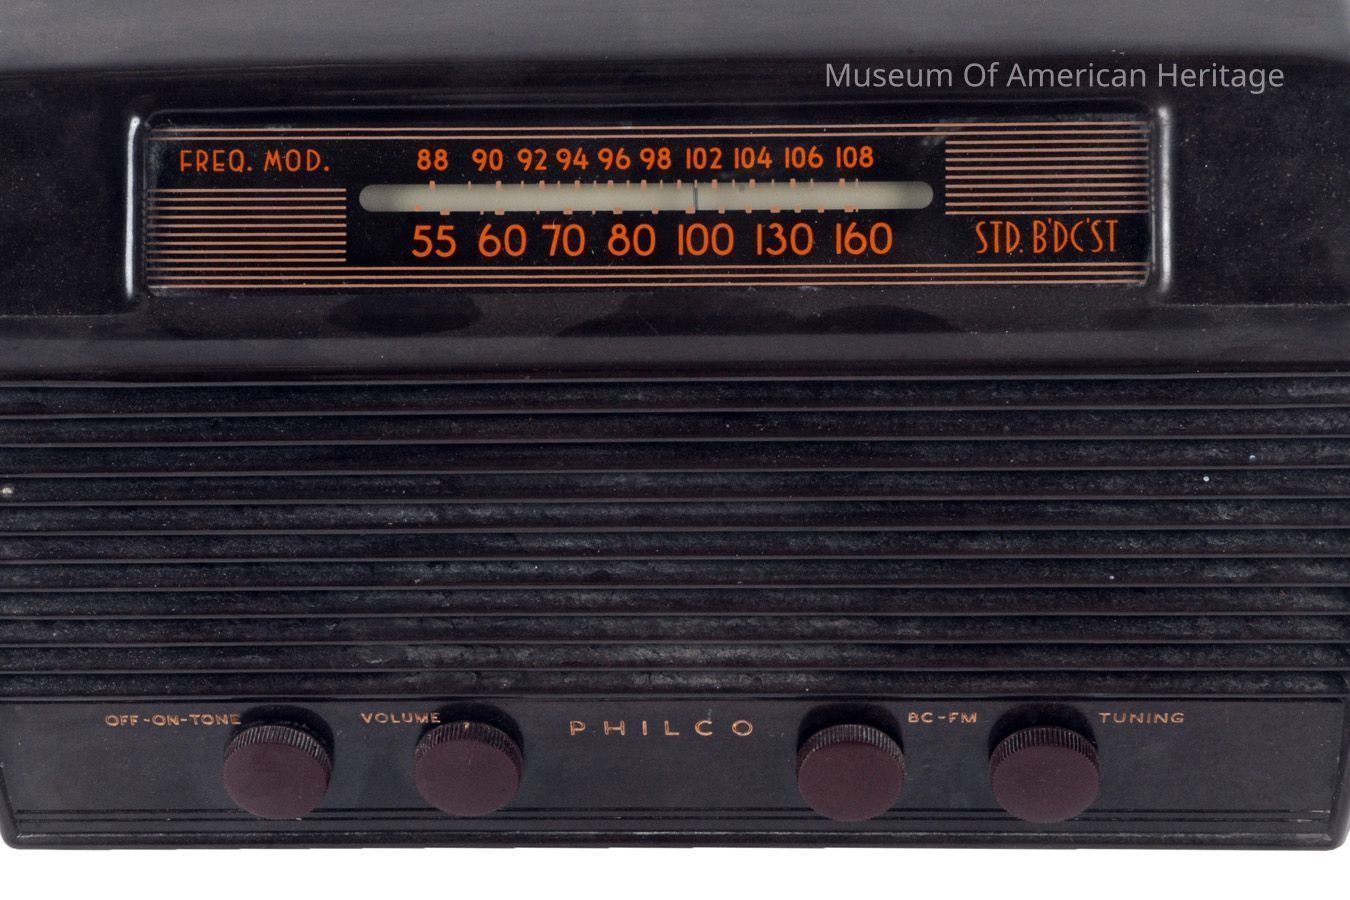 Museum Of American Heritage
FREQ. MOD. 88 90 92 94 96 98 102 104 106 108
55 60 70 80 100 130 160 STD. B'DC'ST
OFF-ON-TONE VOLUME PHILCO BC-FM TUNING